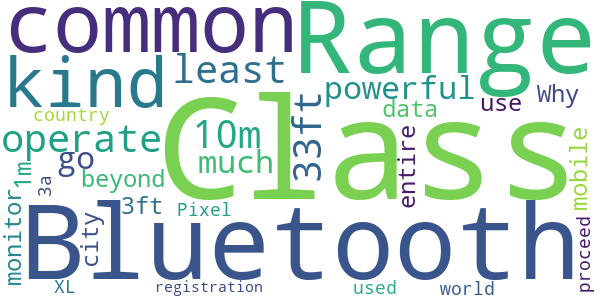 common
Range
kind
least
powerful
use
Why
country
data
Class
operate
10m
33ft
entire
mobile
go
much
1m
beyond
3a
3ft
Pixel
monitor
city
Bluetooth
proceed
XL
registration
used
world